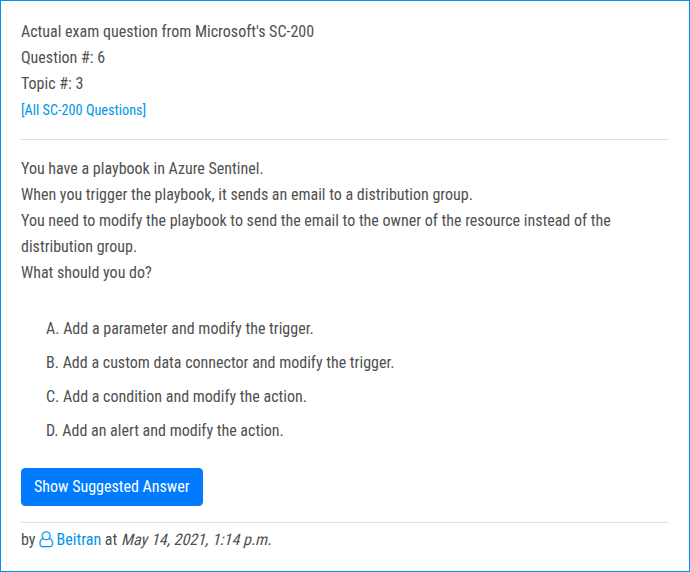 Actual exam question from Microsoft's SC-200
Question #: 6
Topic #: 3
[All SC-200 Questions]
You have a playbook in Azure Sentinel.
When you trigger the playbook, it sends an email to a distribution group.
You need to modify the playbook to send the email to the owner of the resource instead of the
distribution group.
What should you do?
A. Add a parameter and modify the trigger.
B. Add a custom data connector and modify the trigger.
C. Add a condition and modify the action.
D. Add an alert and modify the action.
Show Suggested Answer
by Beitran at May 14, 2021, 1:14 p.m.